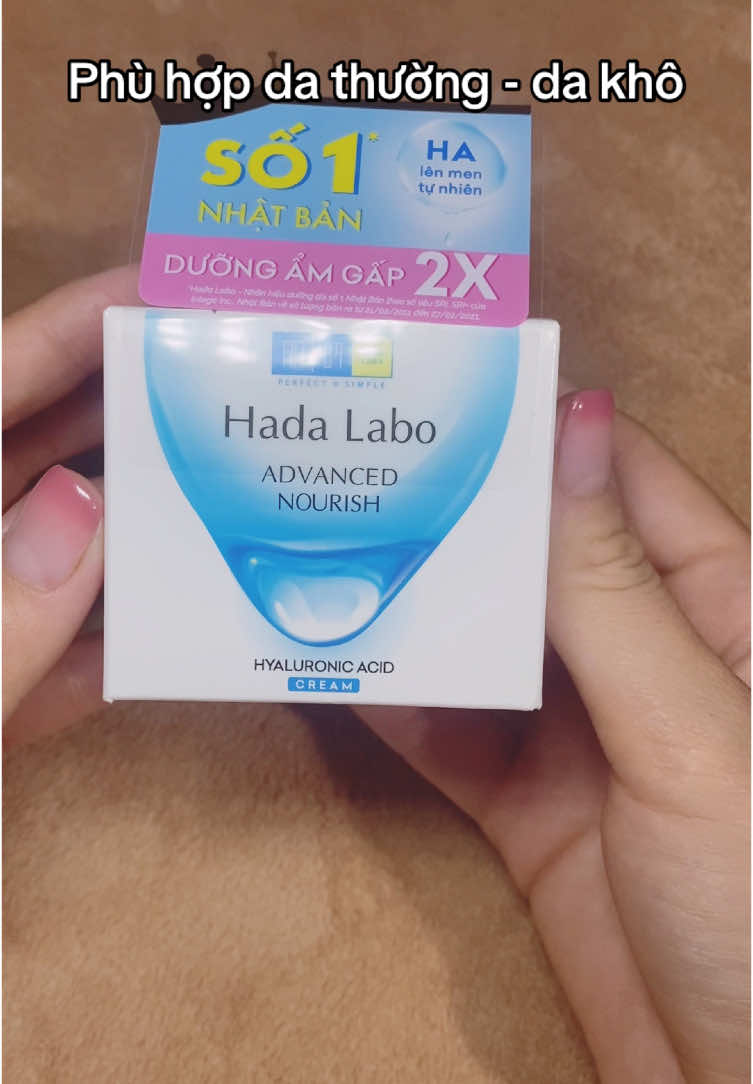 Phù hợp da thường - da khô
SỐ 1*
NHẬT BẢN
HA
lên men
tự nhiên
DƯỠNG ẨM GẤP 2X
PERFECT SIMPLE
Hada Labo
ADVANCED
NOURISH
HYALURONIC ACID
CREAM